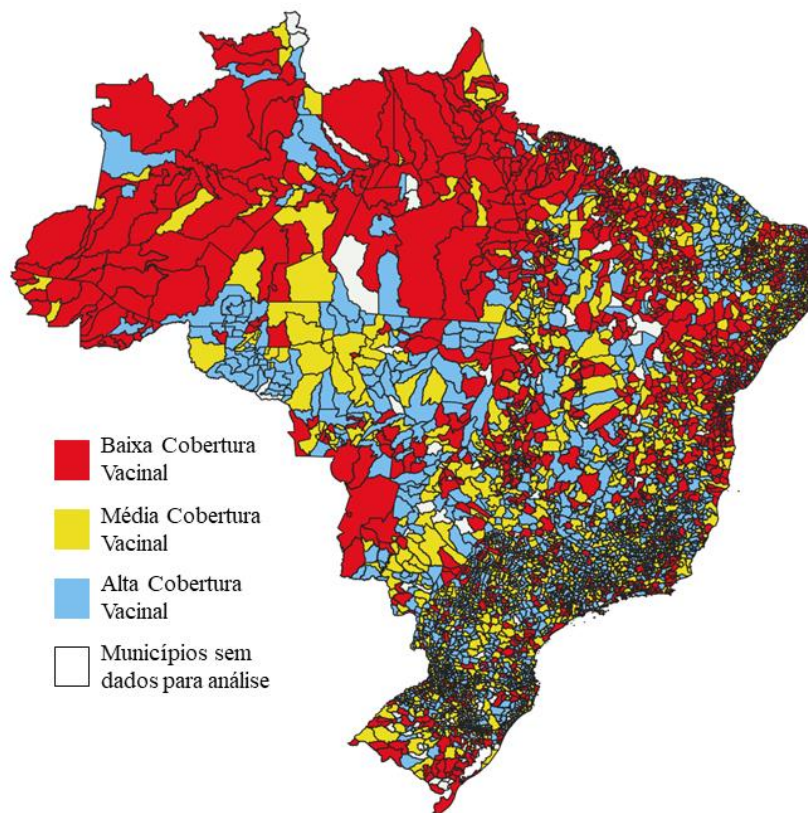 Baixa Cobertura
Vacinal
Média Cobertura
Vacinal
Alta Cobertura
Vacinal
Municípios sem
dados para análise